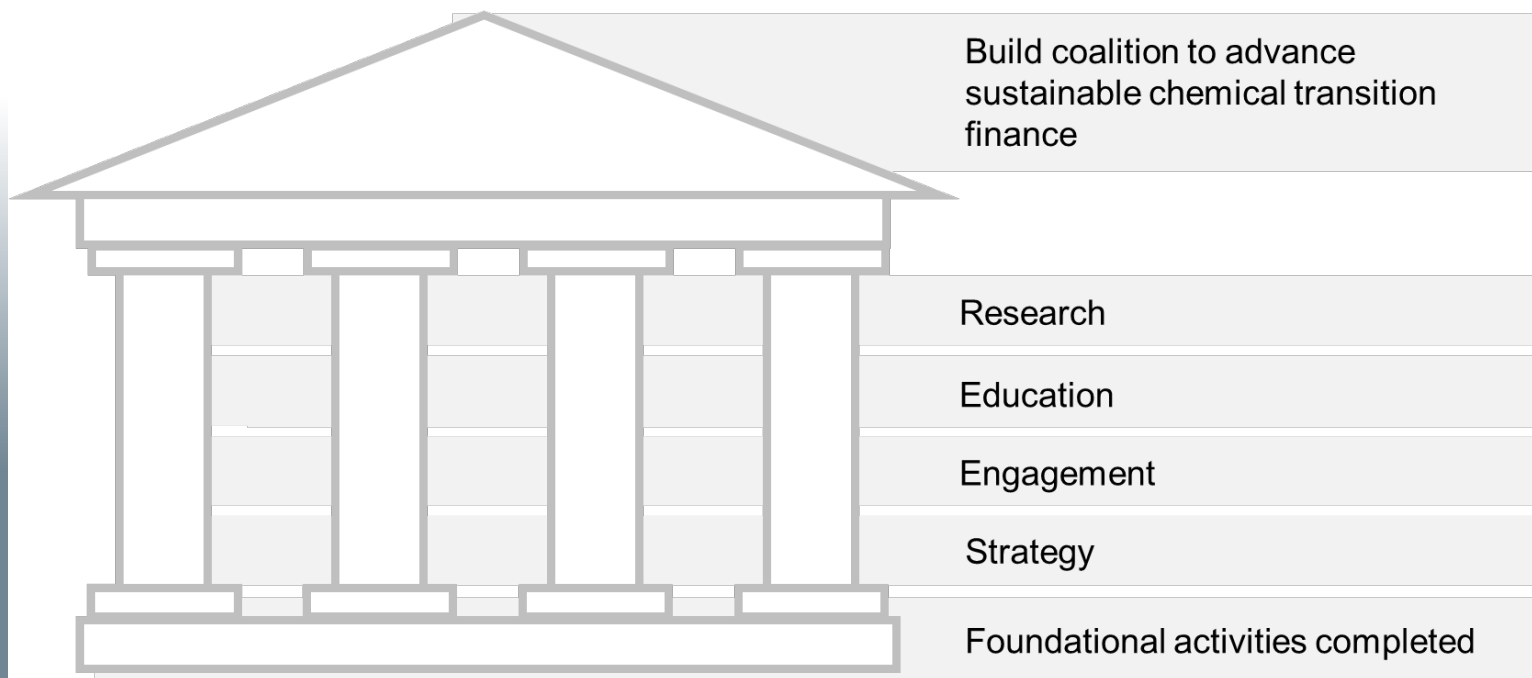 Build coalition to advance
sustainable chemical transition
finance
Research
Education
Engagement
Strategy
Foundational activities completed